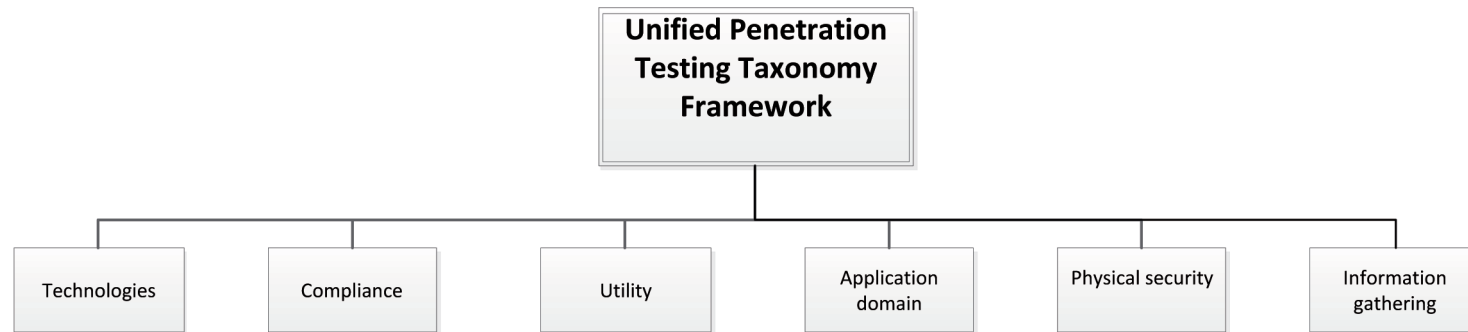 Unified Penetration
Testing Taxonomy
Framework
Technologies
Compliance
Utility
Application
domain
Physical security
Information
gathering